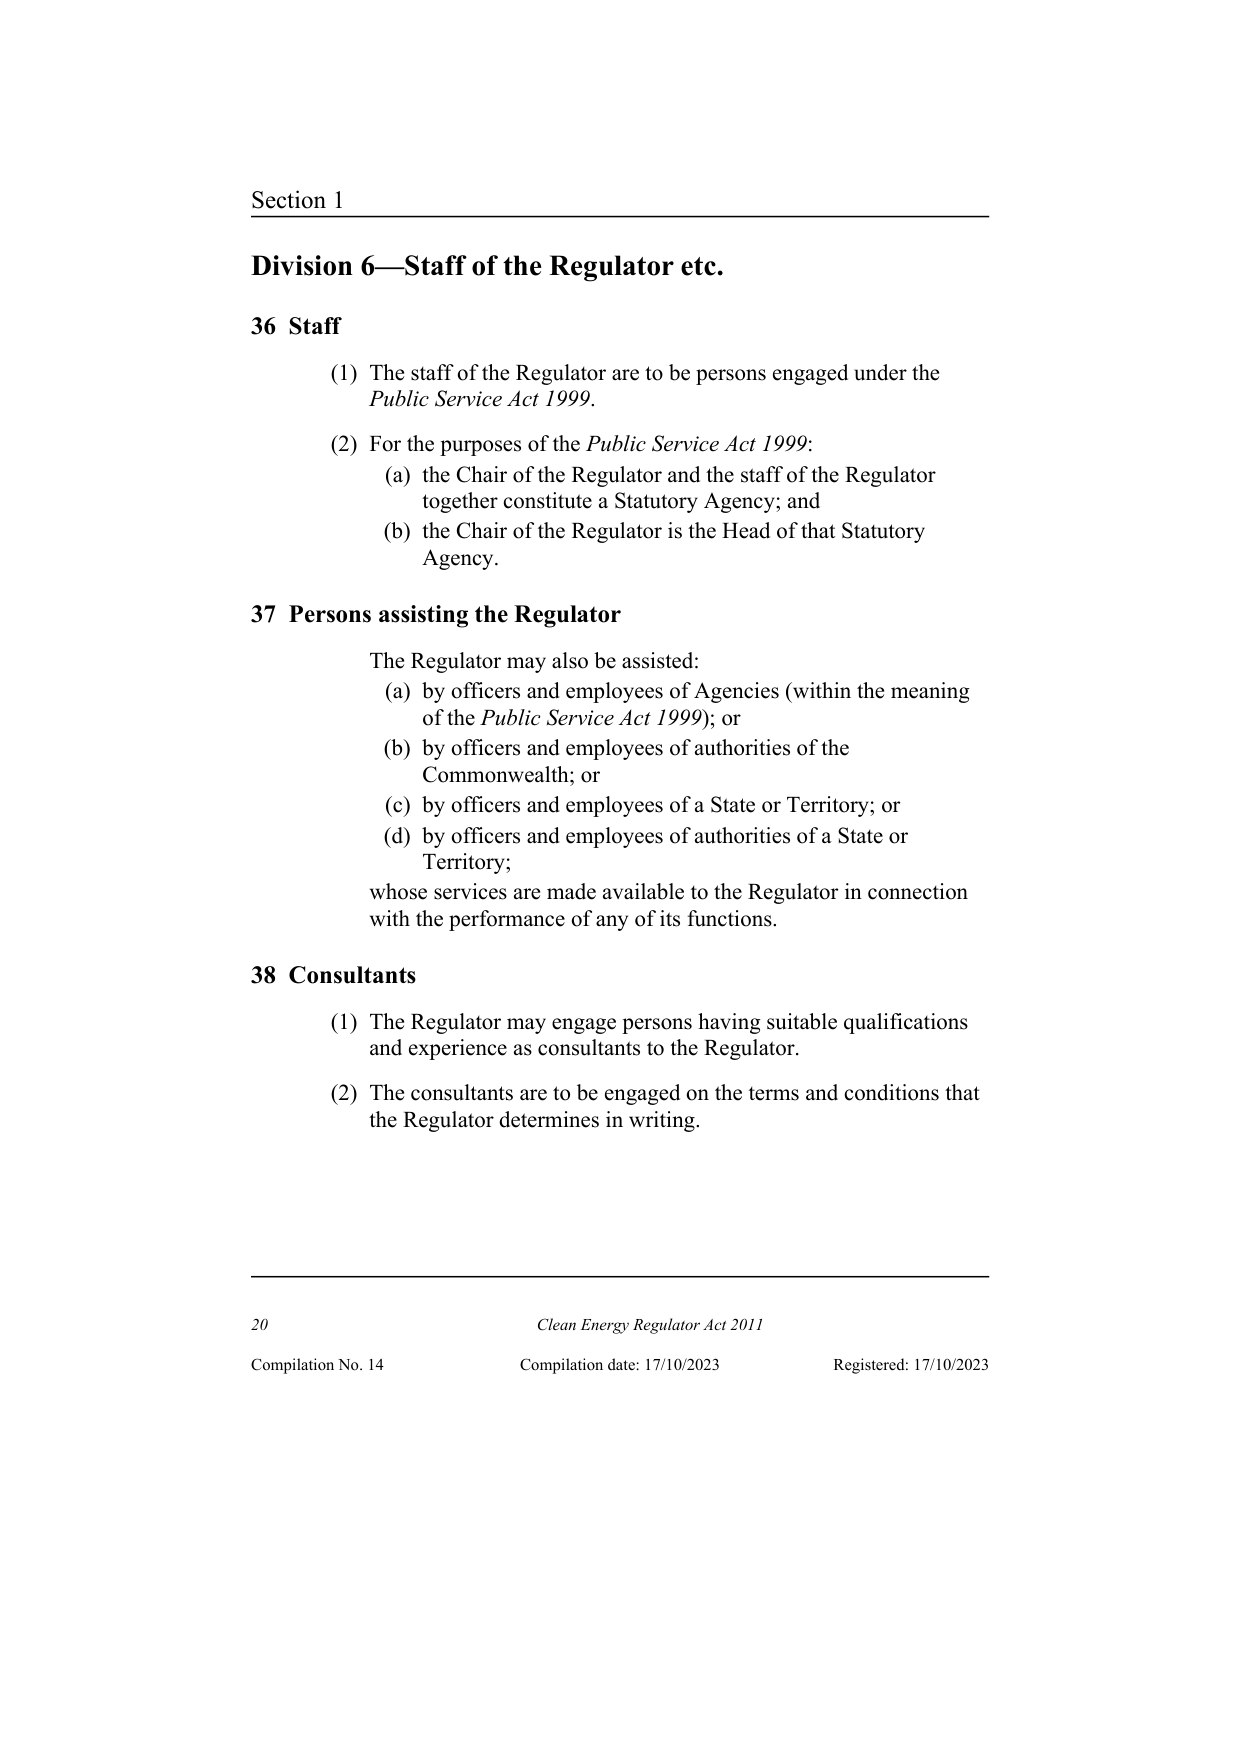 Section 1
Division 6—Staff of the Regulator etc.
36 Staff
(1) The staff of the Regulator are to be persons engaged under the
Public Service Act 1999.
(2) For the purposes of the Public Service Act 1999:
(a) the Chair of the Regulator and the staff of the Regulator
together constitute a Statutory Agency; and
(b) the Chair of the Regulator is the Head of that Statutory
Agency.
37 Persons assisting the Regulator
The Regulator may also be assisted:
(a) by officers and employees of Agencies (within the meaning
of the Public Service Act 1999); or
(b) by officers and employees of authorities of the
Commonwealth; or
(c) by officers and employees of a State or Territory; or
(d) by officers and employees of authorities of a State or
Territory;
whose services are made available to the Regulator in connection
with the performance of any of its functions.
38 Consultants
(1) The Regulator may engage persons having suitable qualifications
and experience as consultants to the Regulator.
(2) The consultants are to be engaged on the terms and conditions that
the Regulator determines in writing.
20 Clean Energy Regulator Act 2011
Compilation No. 14 Compilation date: 17/10/2023 Registered: 17/10/2023